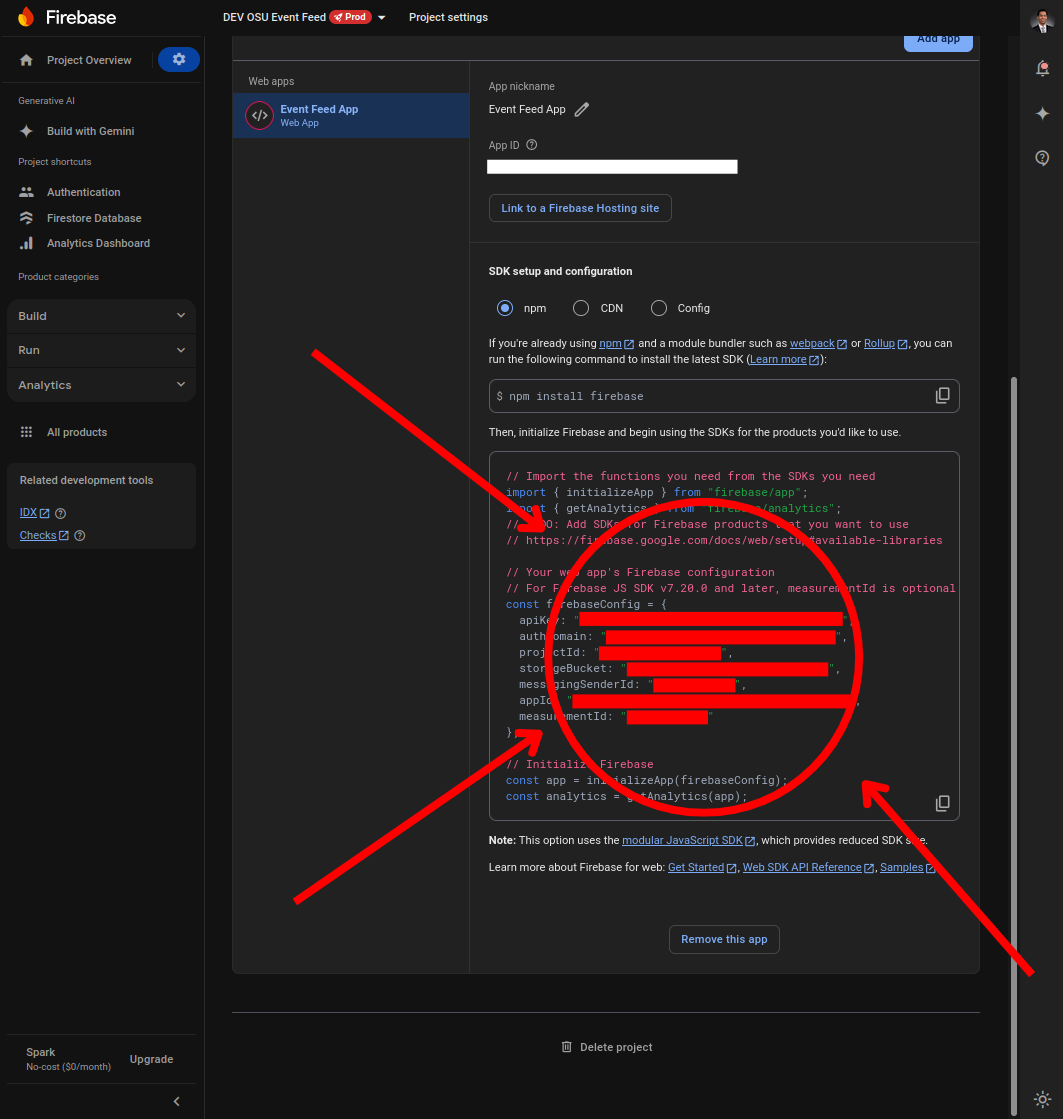 Firebase
DEV OSU Event Feed Prod Project settings
Project Overview
Generative AI
Build with Gemini
Project shortcuts
Authentication
Firestore Database
Analytics Dashboard
Product categories
Build
Run
Analytics
All products
Related development tools
IDX
Checks
Spark
No-cost ($0/month)
Upgrade
Add app
Web apps
Event Feed App
Web App
App nickname
Event Feed App
App ID
Link to a Firebase Hosting site
SDK setup and configuration
npm CDN Config
If you're already using npm and a module bundler such as webpack or Rollup, you can
run the following command to install the latest SDK (Learn more):
$ npm install firebase
Then, initialize Firebase and begin using the SDKs for the products you'd like to use.
// Import the functions you need from the SDKs you need
import { initializeApp } from "firebase/app";
import { getAnalytics } from "firebase/analytics";
// TODO: Add SDKs for Firebase products that you want to use
// https://firebase.google.com/docs/web/setup#available-libraries
// Your web app's Firebase configuration
// For Firebase JS SDK v7.20.0 and later, measurementId is optional
const firebaseConfig = {
apiKey: "",
authDomain: "",
projectId: "",
storageBucket: "",
messagingSenderId: "",
appId: "",
measurementId: ""
};
// Initialize Firebase
const app = initializeApp(firebaseConfig);
const analytics = getAnalytics(app);
Note: This option uses the modular JavaScript SDK, which provides reduced SDK size.
Learn more about Firebase for web: Get Started, Web SDK API Reference, Samples
Remove this app
Delete project